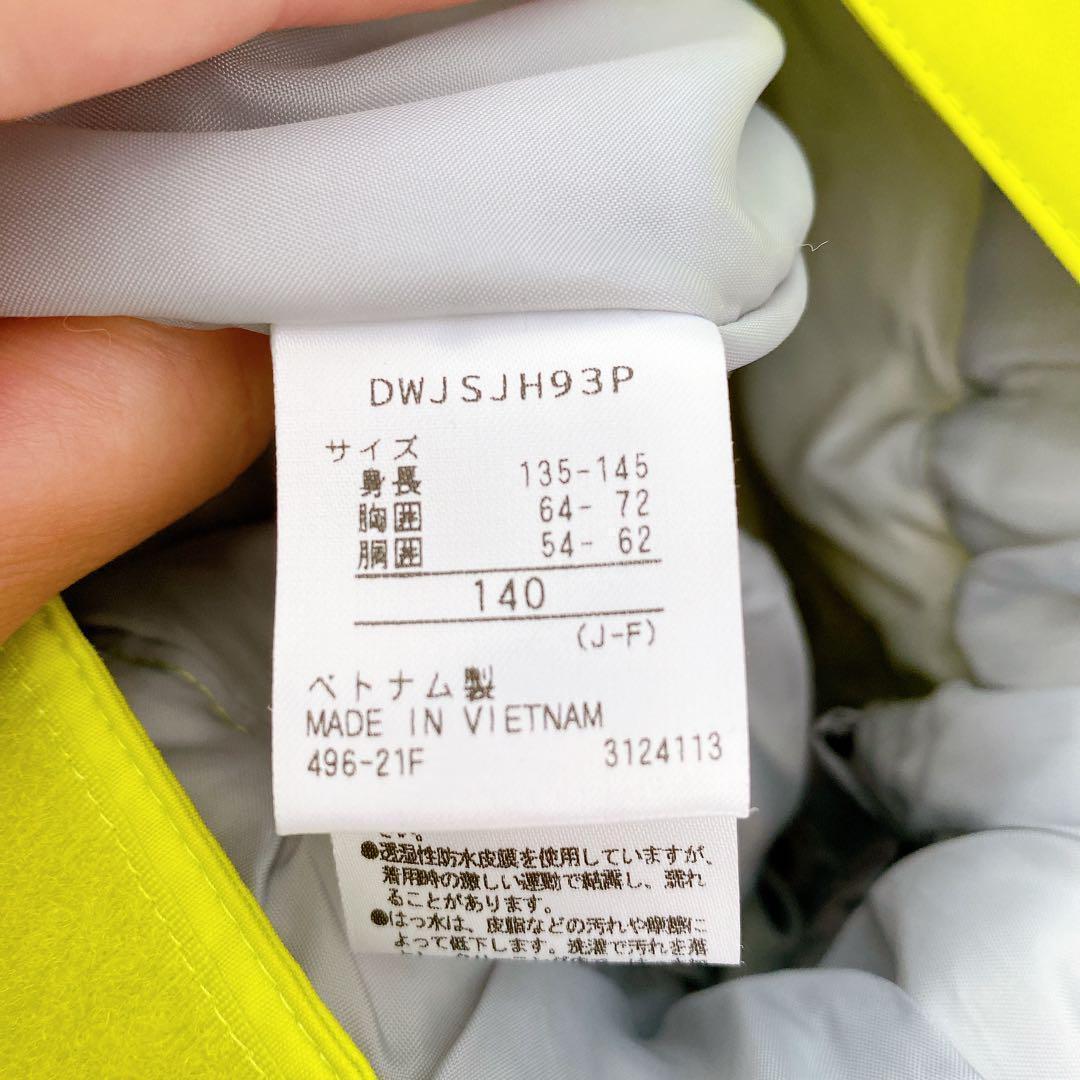 DWJSJH93P
サイズ
身長 135-145
胸囲 64- 72
胴囲 54- 62
140
(J-F)
ベトナム製
MADE IN VIETNAM
496-21F 3124113
さい。
●透湿性防水皮膜を使用していますが、
着用時の激しい運動で結露し、濡れ
ることがあります。
●はっ水は、皮脂などの汚れや摩擦に
よって低下します。洗濯で汚れを落